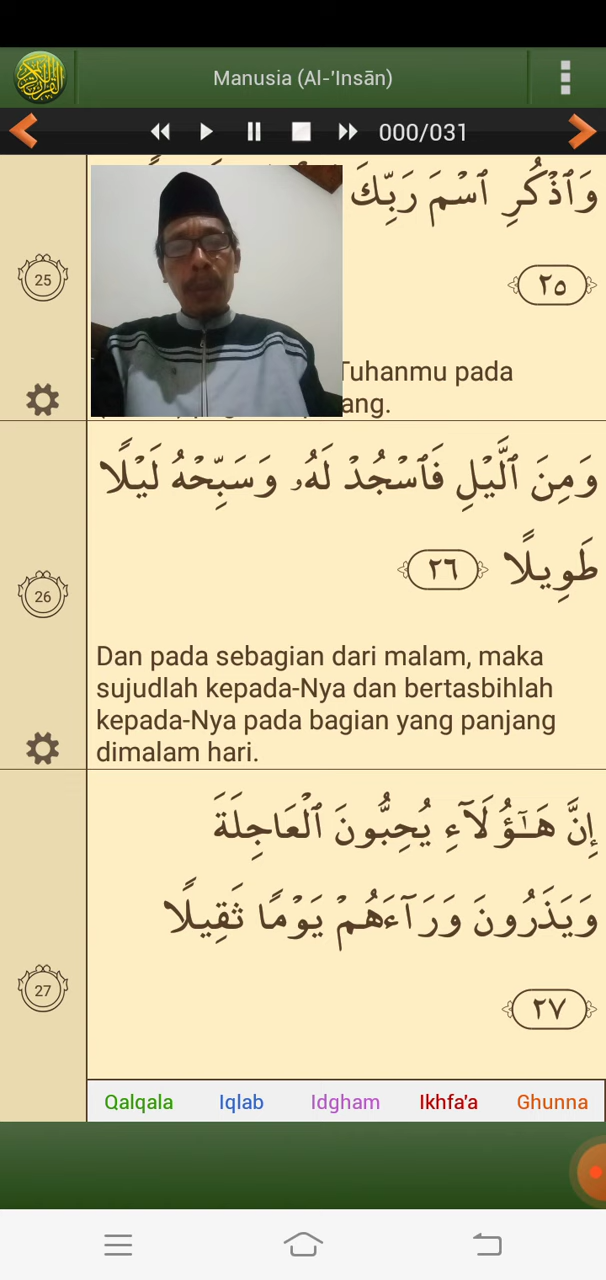 Manusia (Al-'Insān)
000/031
وَٱذۡكُرِ ٱسۡمَ رَبِّكَ
25
٢٥
Tuhanmu pada
ang.
وَمِنَ ٱلَّيۡلِ فَٱسۡجُدۡ لَهُۥ وَسَبِّحۡهُ لَيۡلٗا
طَوِيلًا ٢٦
26
Dan pada sebagian dari malam, maka
sujudlah kepada-Nya dan bertasbihlah
kepada-Nya pada bagian yang panjang
dimalam hari.
إِنَّ هَـٰٓؤُلَآءِ يُحِبُّونَ ٱلۡعَاجِلَةَ
وَيَذَرُونَ وَرَآءَهُمۡ يَوۡمٗا ثَقِيلٗا
27
٢٧
Qalqala Iqlab Idgham Ikhfa'a Ghunna